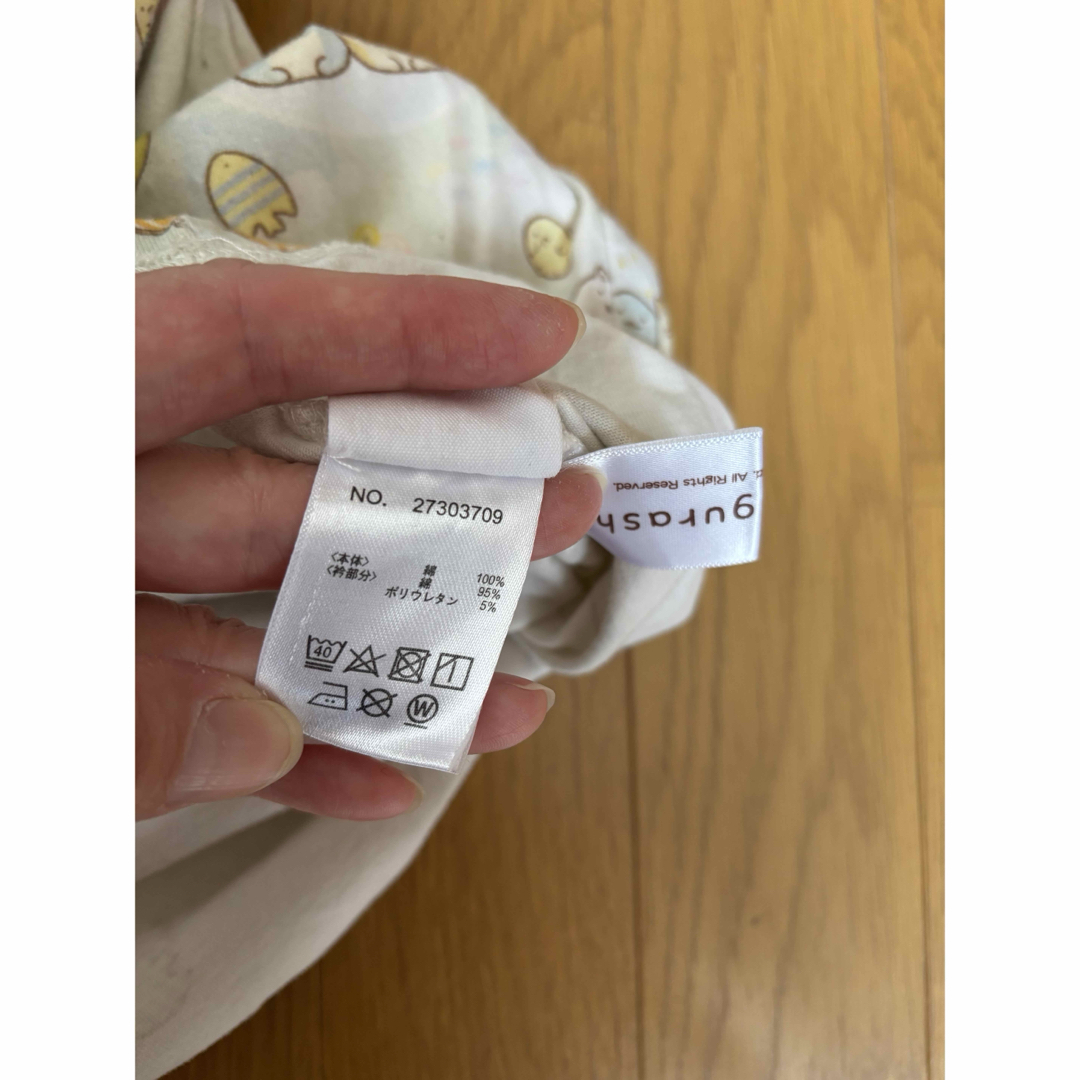 NO. 27303709
〈本体〉 綿 100%
〈衿部分〉 綿 95%
ポリウレタン 5%
40
W
d. All Rights Reserved.
gurash